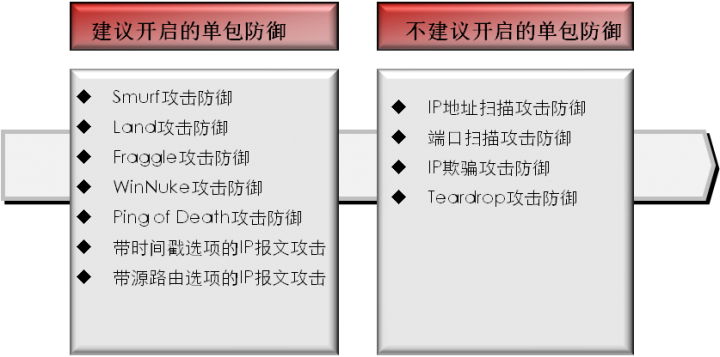 建议开启的单包防御
Smurf攻击防御
Land攻击防御
Fraggle攻击防御
WinNuke攻击防御
Ping of Death攻击防御
带时间戳选项的IP报文攻击
带源路由选项的IP报文攻击
不建议开启的单包防御
IP地址扫描攻击防御
端口扫描攻击防御
IP欺骗攻击防御
Teardrop攻击防御